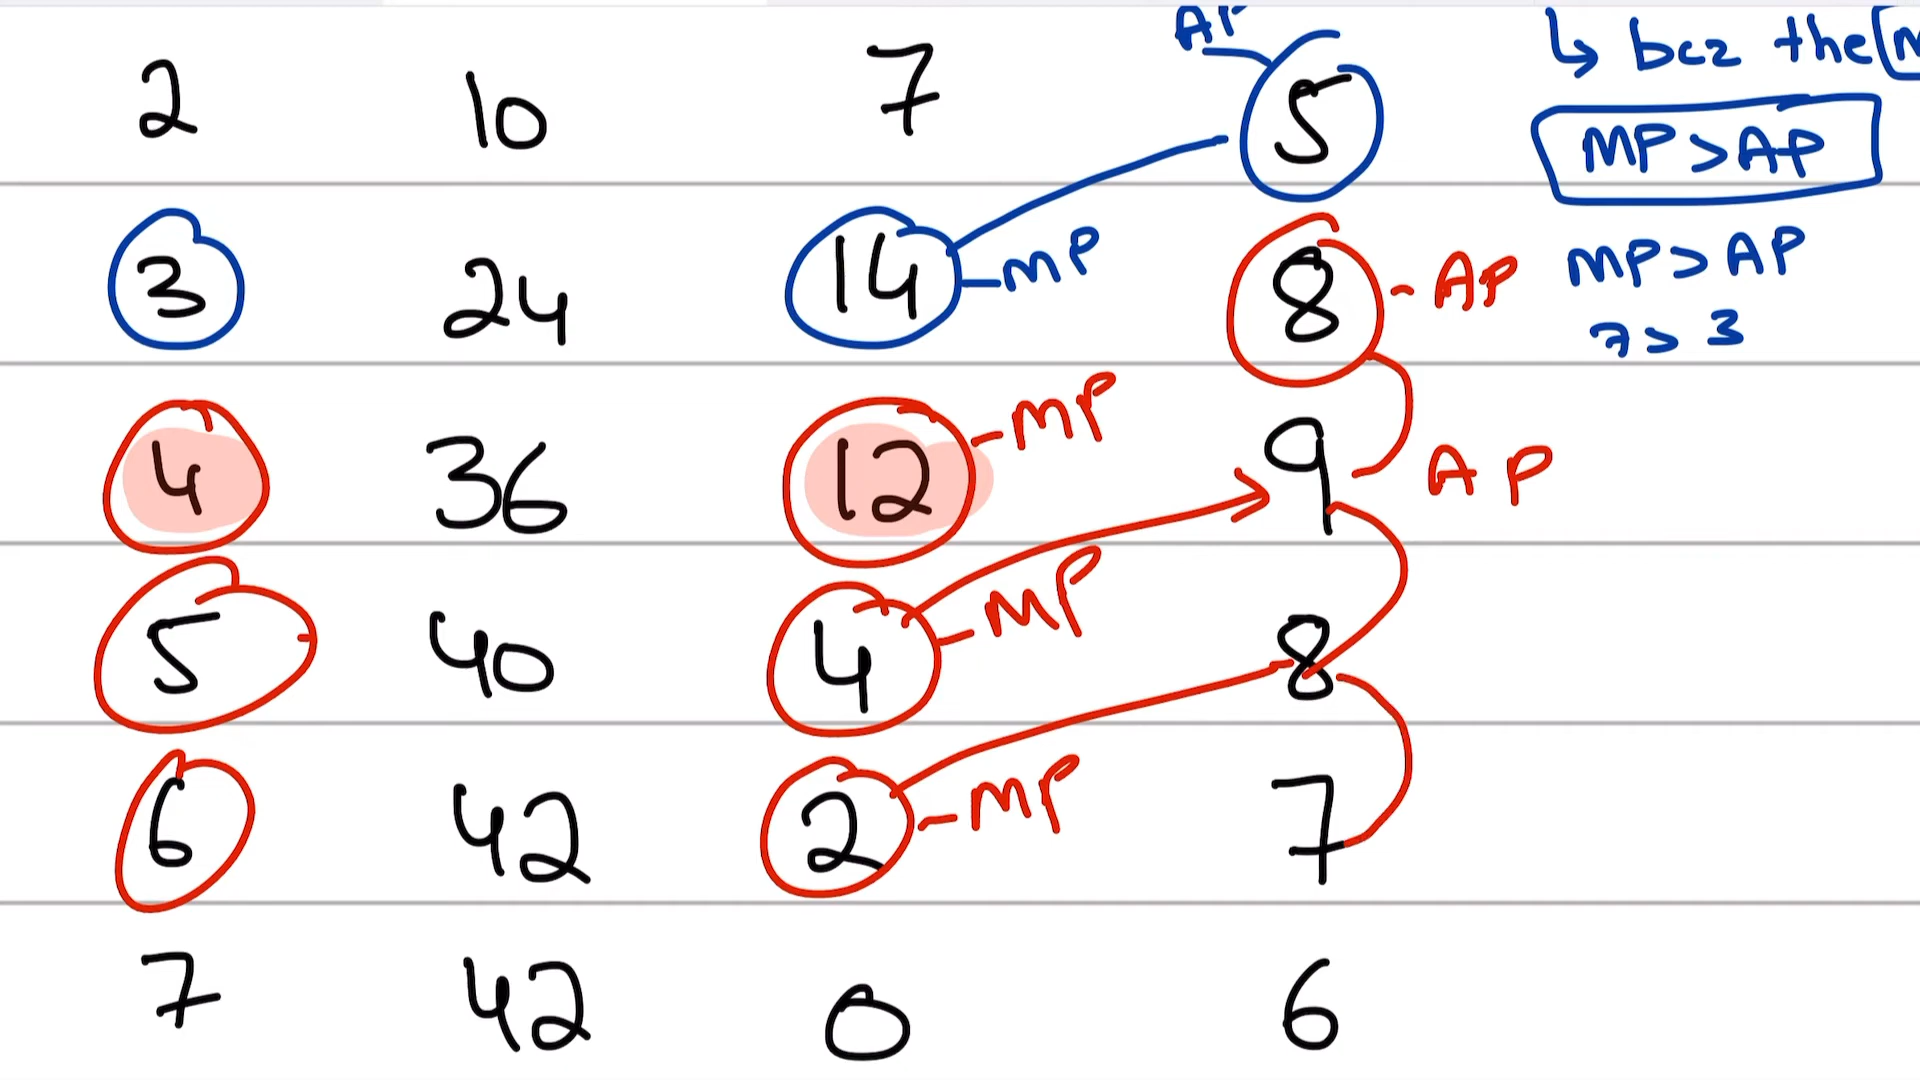 AP
↳ bcz the
2 10 7 5
MP > AP
3 24 14 -MP 8 -AP
MP > AP
7 > 3
4 36 12 -MP 9 AP
5 40 4 -MP 8
6 42 2 -MP 7
7 42 0 6